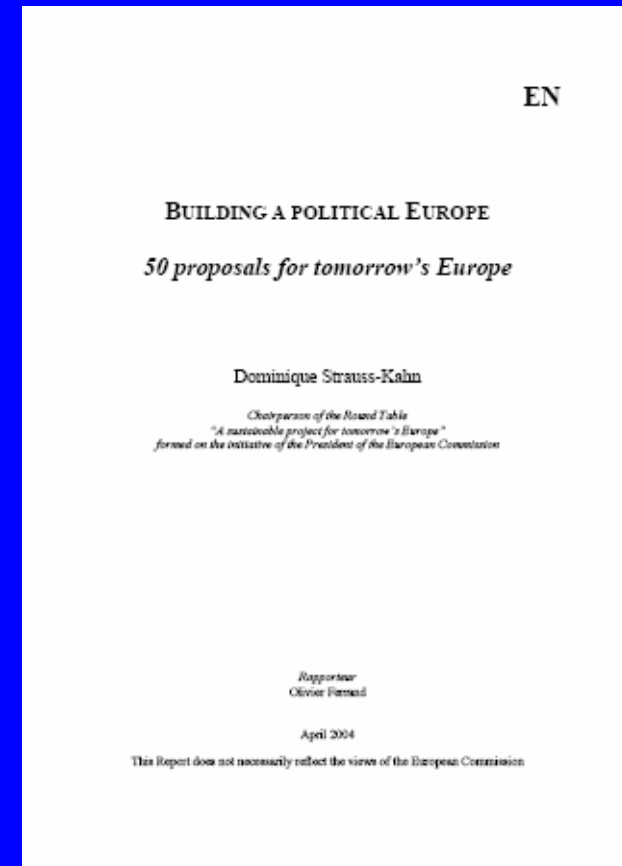 EN
BUILDING A POLITICAL EUROPE
50 proposals for tomorrow's Europe
Dominique Strauss-Kahn
Chairperson of the Round Table
"A sustainable project for tomorrow's Europe"
formed on the initiative of the President of the European Commission
Rapporteur
Olivier Ferrand
April 2004
This Report does not necessarily reflect the views of the European Commission